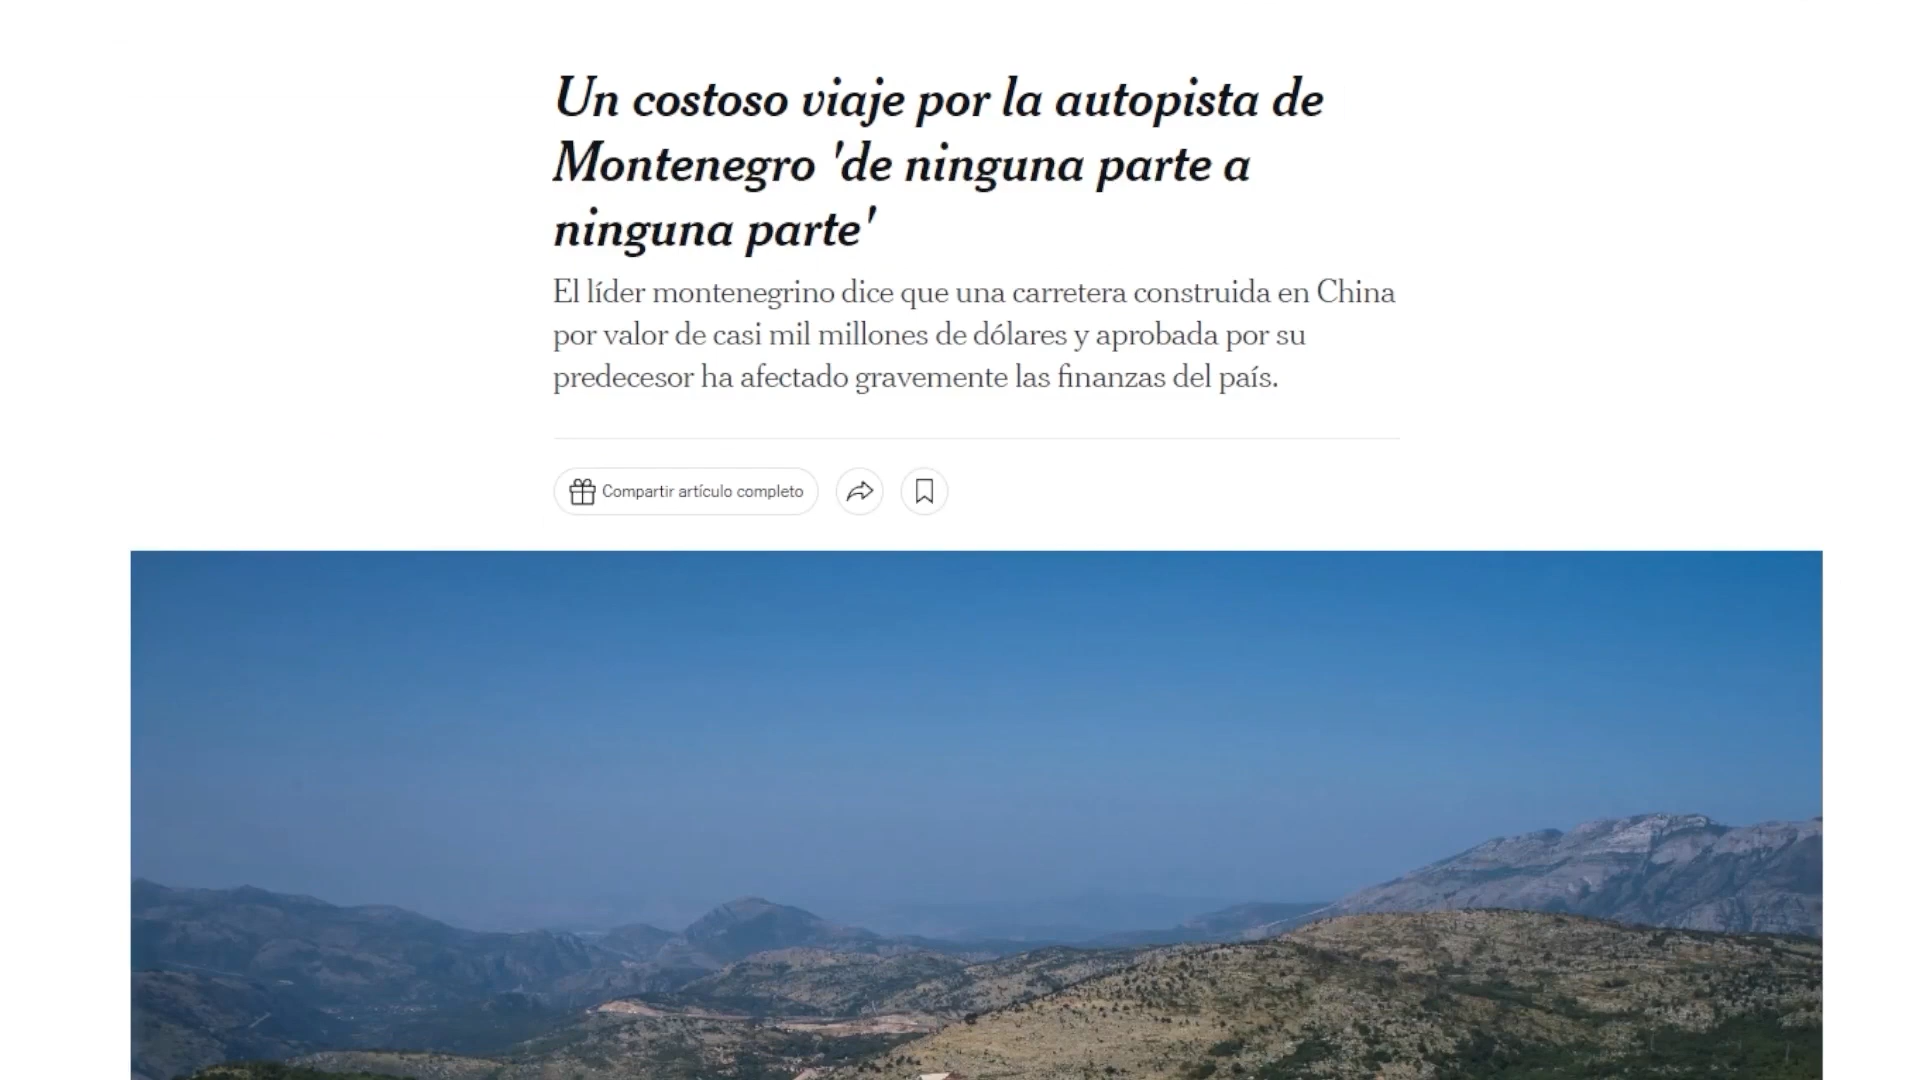 Un costoso viaje por la autopista de
Montenegro 'de ninguna parte a
ninguna parte'
El líder montenegrino dice que una carretera construida en China
por valor de casi mil millones de dólares y aprobada por su
predecesor ha afectado gravemente las finanzas del país.
Compartir artículo completo